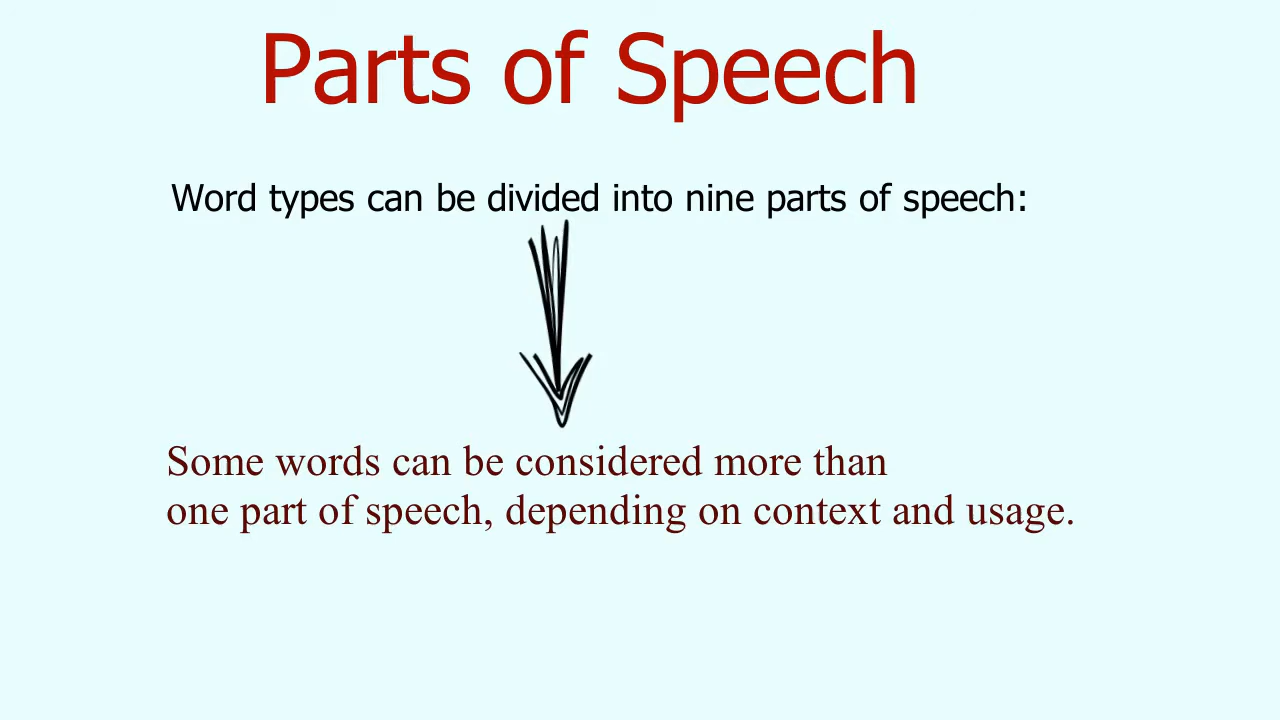 Parts of Speech
Word types can be divided into nine parts of speech:
Some words can be considered more than
one part of speech, depending on context and usage.